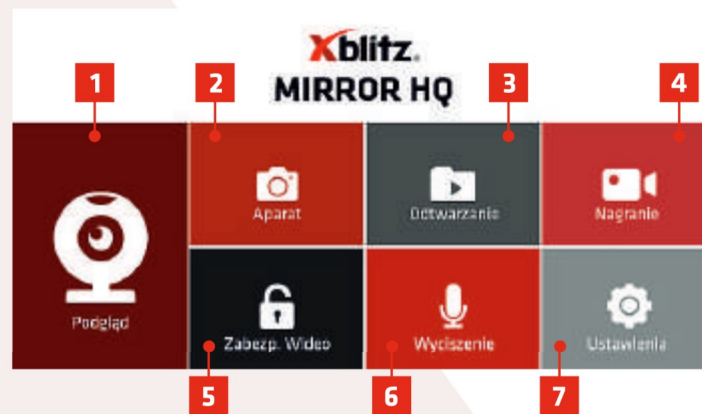 Xblitz®
MIRROR HQ
1
2
3
4
Podgląd
Aparat
Odtwarzanie
Nagranie
Zabezp. Wideo
Wyciszenie
Ustawienia
5
6
7